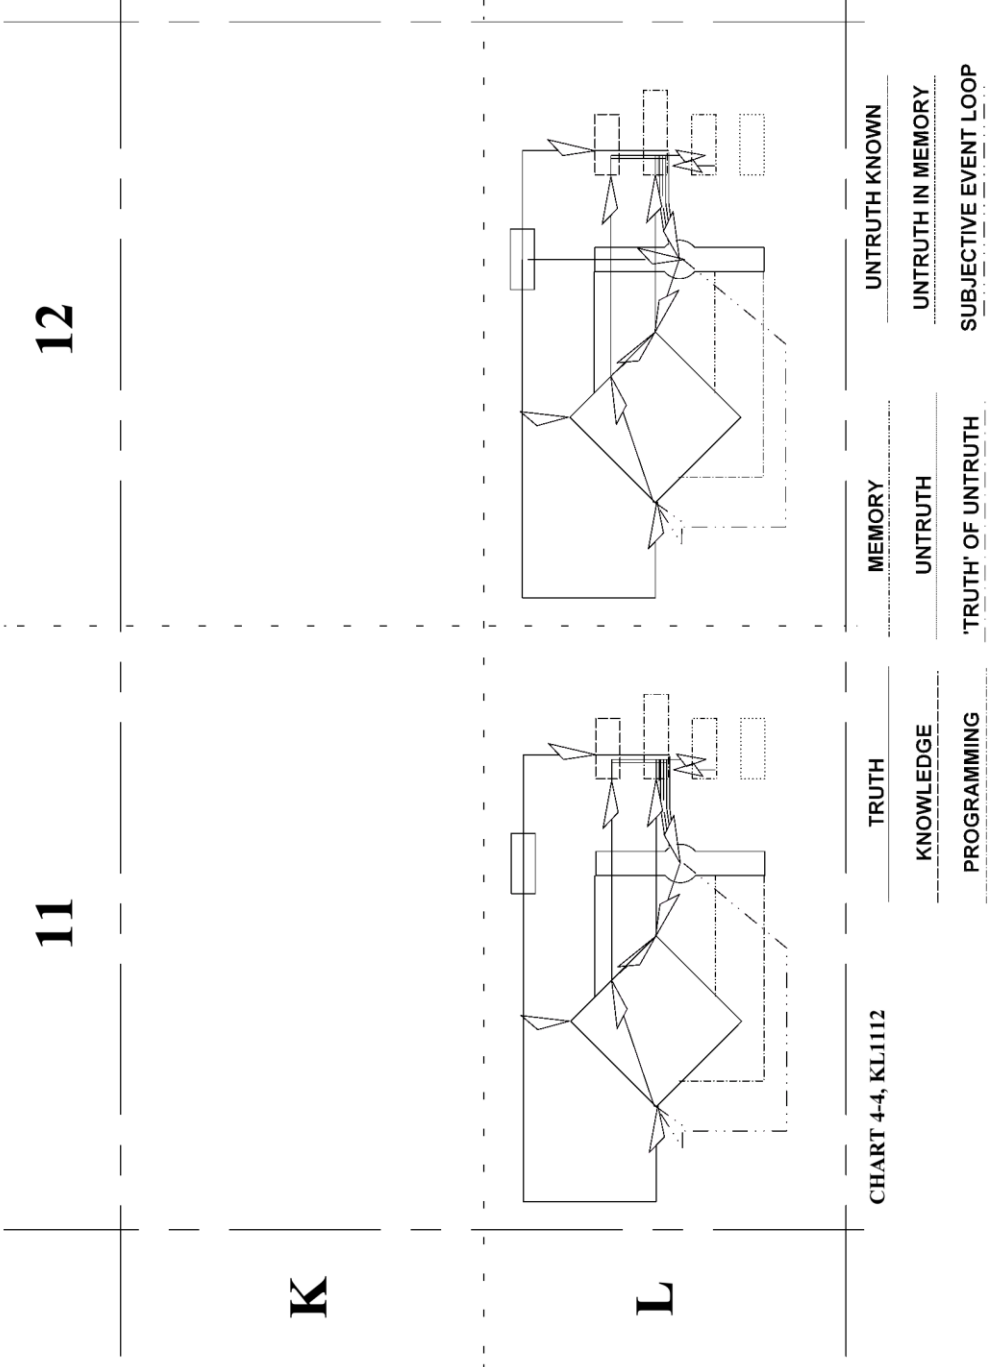 11
12
K
L
CHART 4-4, KL1112
TRUTH
MEMORY
UNTRUTH KNOWN
KNOWLEDGE
UNTRUTH
UNTRUTH IN MEMORY
PROGRAMMING
'TRUTH' OF UNTRUTH
SUBJECTIVE EVENT LOOP